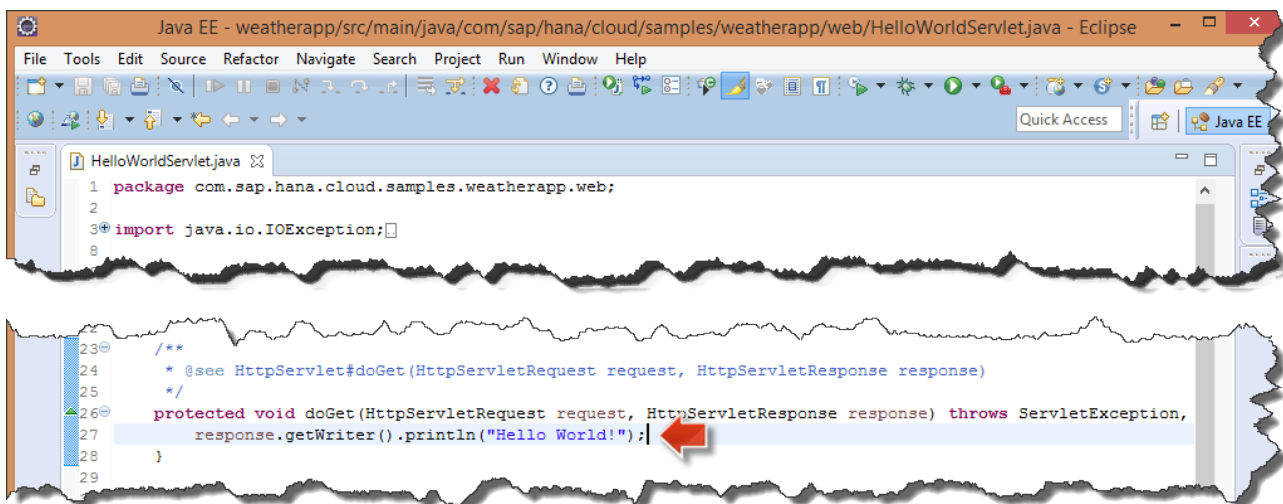 Java EE - weatherapp/src/main/java/com/sap/hana/cloud/samples/weatherapp/web/HelloWorldServlet.java - Eclipse
File Tools Edit Source Refactor Navigate Search Project Run Window Help
Quick Access Java EE
HelloWorldServlet.java
1 package com.sap.hana.cloud.samples.weatherapp.web;
2
3 import java.io.IOException;
8
23 /**
24 * @see HttpServlet#doGet(HttpServletRequest request, HttpServletResponse response)
25 */
26 protected void doGet(HttpServletRequest request, HttpServletResponse response) throws ServletException,
27 response.getWriter().println("Hello World!");
28 }
29